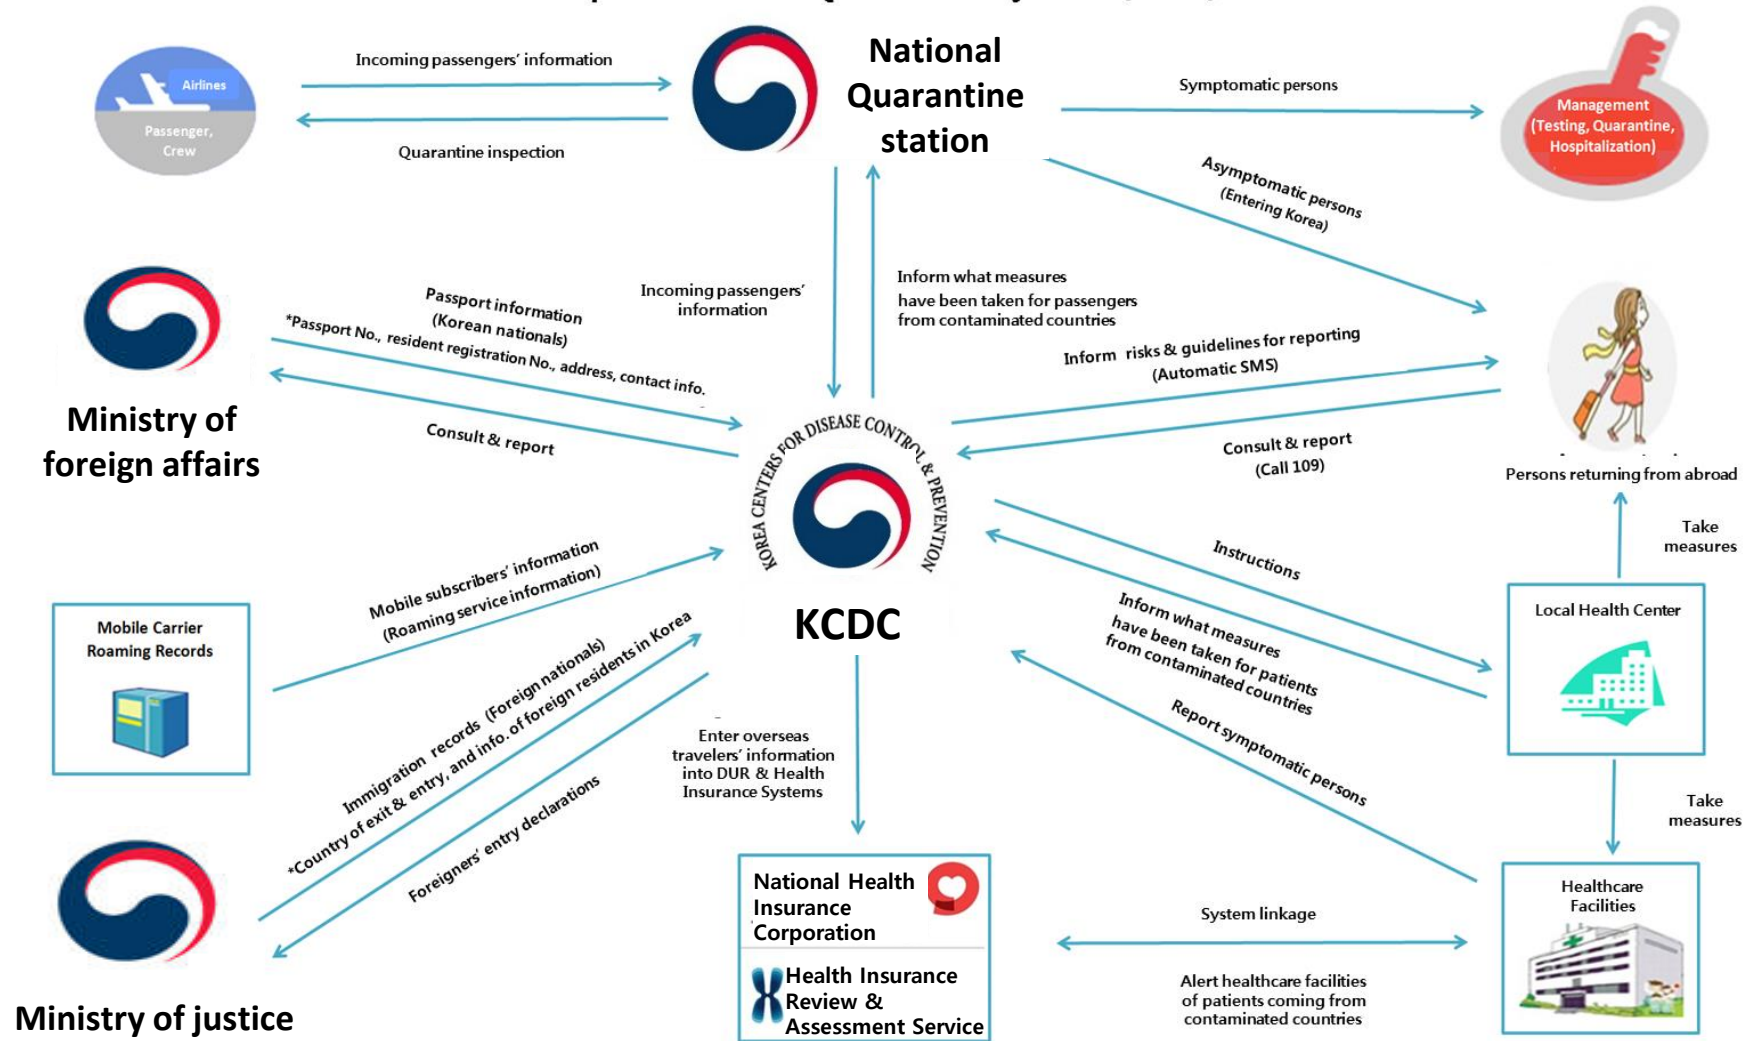 Airlines
Passenger,
Crew
Incoming passengers' information
Quarantine inspection
National
Quarantine
station
Symptomatic persons
Management
(Testing, Quarantine,
Hospitalization)
Asymptomatic persons
(Entering Korea)
Ministry of
foreign affairs
Passport information
(Korean nationals)
*Passport No., resident registration No., address, contact info.
Consult & report
Incoming passengers'
information
Inform what measures
have been taken for passengers
from contaminated countries
Inform risks & guidelines for reporting
(Automatic SMS)
Consult & report
(Call 109)
Persons returning from abroad
KOREA CENTERS FOR DISEASE CONTROL & PREVENTION
KCDC
Mobile Carrier
Roaming Records
Mobile subscribers' information
(Roaming service information)
Instructions
Inform what measures
have been taken for patients
from contaminated countries
Take
measures
Local Health Center
Report symptomatic persons
Take
measures
Immigration records (Foreign nationals)
*Country of exit & entry, and info. of foreign residents in Korea
Foreigners' entry declarations
Ministry of justice
Enter overseas
travelers' information
into DUR & Health
Insurance Systems
National Health
Insurance
Corporation
Health Insurance
Review &
Assessment Service
System linkage
Alert healthcare facilities
of patients coming from
contaminated countries
Healthcare
Facilities